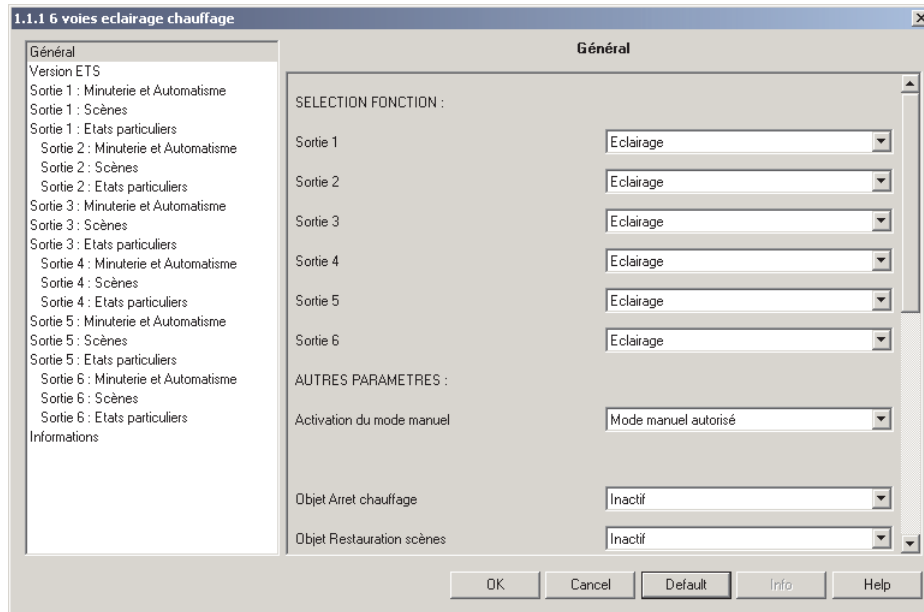 1.1.1 6 voies eclairage chauffage
Général
Version ETS
Sortie 1 : Minuterie et Automatisme
Sortie 1 : Scènes
Sortie 1 : Etats particuliers
Sortie 2 : Minuterie et Automatisme
Sortie 2 : Scènes
Sortie 2 : Etats particuliers
Sortie 3 : Minuterie et Automatisme
Sortie 3 : Scènes
Sortie 3 : Etats particuliers
Sortie 4 : Minuterie et Automatisme
Sortie 4 : Scènes
Sortie 4 : Etats particuliers
Sortie 5 : Minuterie et Automatisme
Sortie 5 : Scènes
Sortie 5 : Etats particuliers
Sortie 6 : Minuterie et Automatisme
Sortie 6 : Scènes
Sortie 6 : Etats particuliers
Informations
Général
SELECTION FONCTION :
Sortie 1 Eclairage
Sortie 2 Eclairage
Sortie 3 Eclairage
Sortie 4 Eclairage
Sortie 5 Eclairage
Sortie 6 Eclairage
AUTRES PARAMETRES :
Activation du mode manuel Mode manuel autorisé
Objet Arret chauffage Inactif
Objet Restauration scènes Inactif
OK Cancel Default Info Help